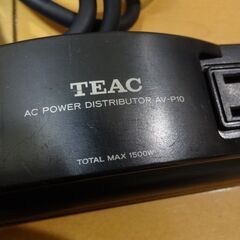 TEAC
AC POWER DISTRIBUTOR AV-P10
TOTAL MAX 1500W